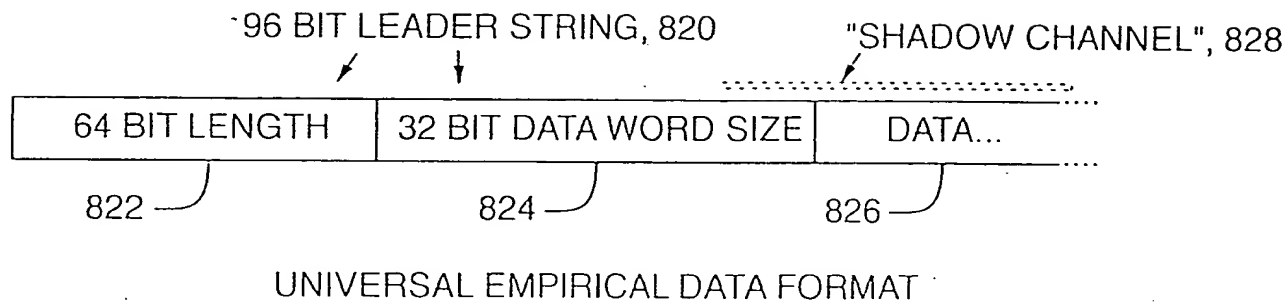 96 BIT LEADER STRING, 820
"SHADOW CHANNEL", 828
64 BIT LENGTH
32 BIT DATA WORD SIZE
DATA...
822
824
826
UNIVERSAL EMPIRICAL DATA FORMAT